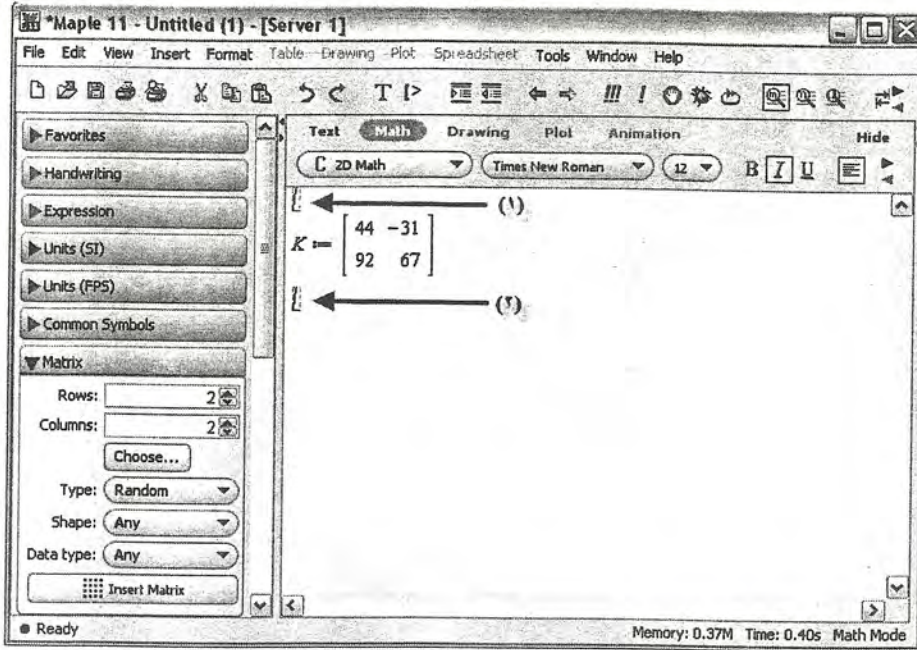 *Maple 11 - Untitled (1) - [Server 1]
File Edit View Insert Format Table Drawing Plot Spreadsheet Tools Window Help
Text Math Drawing Plot Animation Hide
C 2D Math Times New Roman 12 B I U
Favorites
Handwriting
Expression
Units (SI)
Units (FPS)
Common Symbols
Matrix
Rows: 2
Columns: 2
Choose...
Type: Random
Shape: Any
Data type: Any
Insert Matrix
(۱)
K := [ 44 -31
92 67 ]
(۲)
Ready Memory: 0.37M Time: 0.40s Math Mode